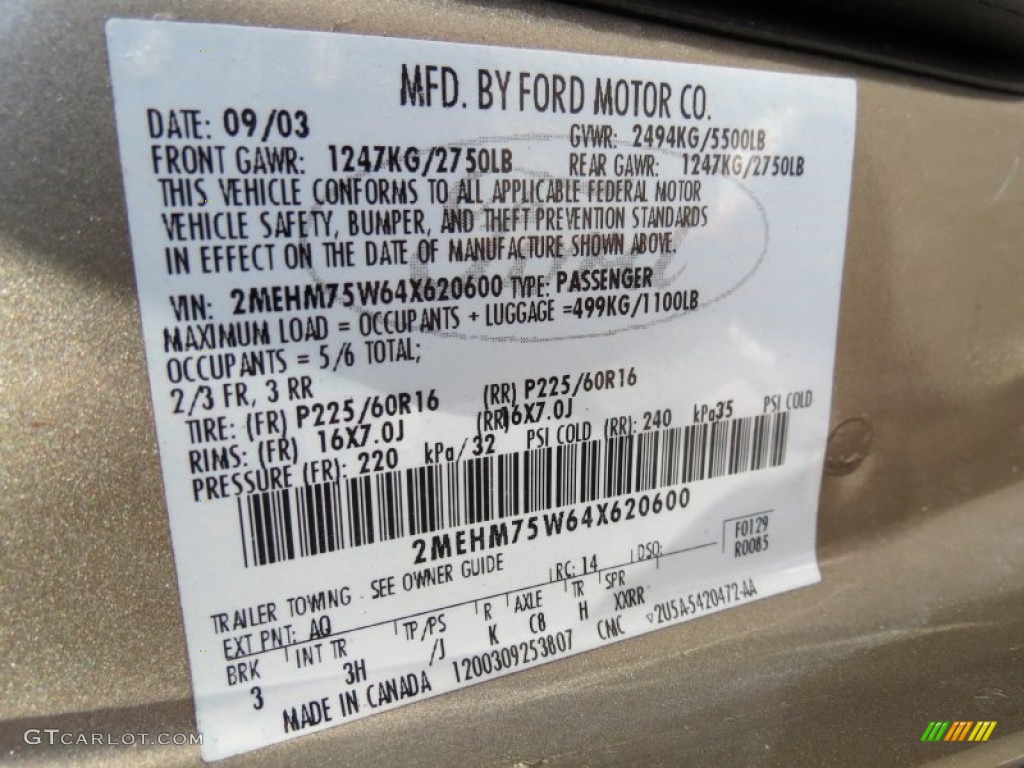 MFD. BY FORD MOTOR CO.
DATE: 09/03 GVWR: 2494KG/5500LB
FRONT GAWR: 1247KG/2750LB REAR GAWR: 1247KG/2750LB
THIS VEHICLE CONFORMS TO ALL APPLICABLE FEDERAL MOTOR
VEHICLE SAFETY, BUMPER, AND THEFT PREVENTION STANDARDS
IN EFFECT ON THE DATE OF MANUFACTURE SHOWN ABOVE.
VIN: 2MEHM75W64X620600 TYPE: PASSENGER
MAXIMUM LOAD = OCCUPANTS + LUGGAGE =499KG/1100LB
OCCUPANTS = 5/6 TOTAL;
2/3 FR, 3 RR
TIRE: (FR) P225/60R16 (RR) P225/60R16
RIMS: (FR) 16X7.0J (RR)16X7.0J
PRESSURE (FR): 220 kPa/32 PSI COLD (RR): 240 kPa35 PSI COLD
2MEHM75W64X620600
TRAILER TOWING - SEE OWNER GUIDE RC: 14 DSO: F0129
R0085
EXT PNT: AQ
BRK INT TR TP/PS R AXLE TR SPR
3 3H /J K C8 H XXRR
MADE IN CANADA 1200309253807 CMC 2U5A-5420472-AA
Ford
GTCARLOT.COM